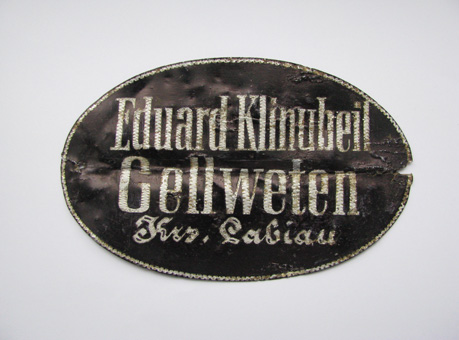 Eduard Klinubeil
Gellweten
Krs. Labiau